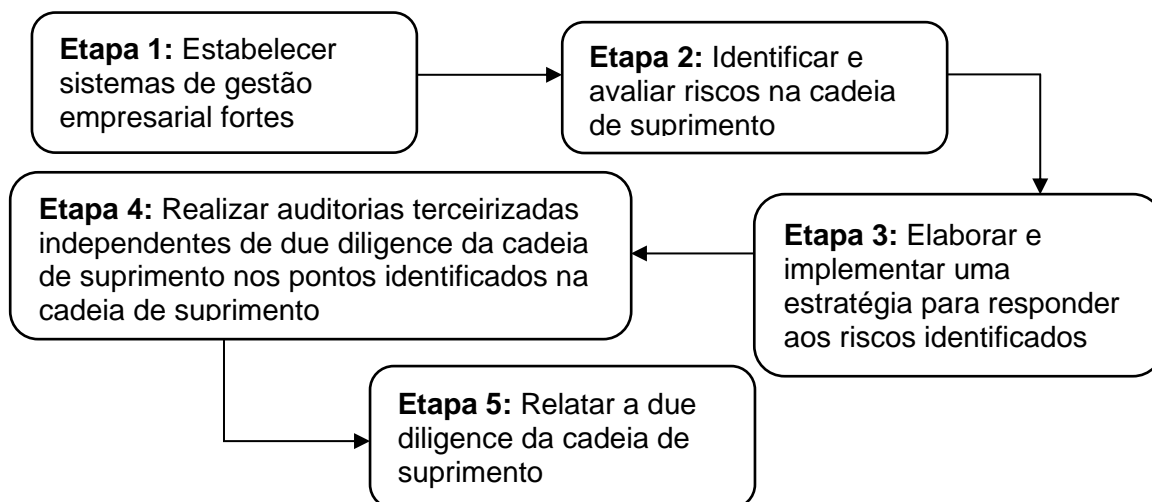 Etapa 1: Estabelecer
sistemas de gestão
empresarial fortes
Etapa 2: Identificar e
avaliar riscos na cadeia
de suprimento
Etapa 3: Elaborar e
implementar uma
estratégia para responder
aos riscos identificados
Etapa 4: Realizar auditorias terceirizadas
independentes de due diligence da cadeia
de suprimento nos pontos identificados na
cadeia de suprimento
Etapa 5: Relatar a due
diligence da cadeia de
suprimento